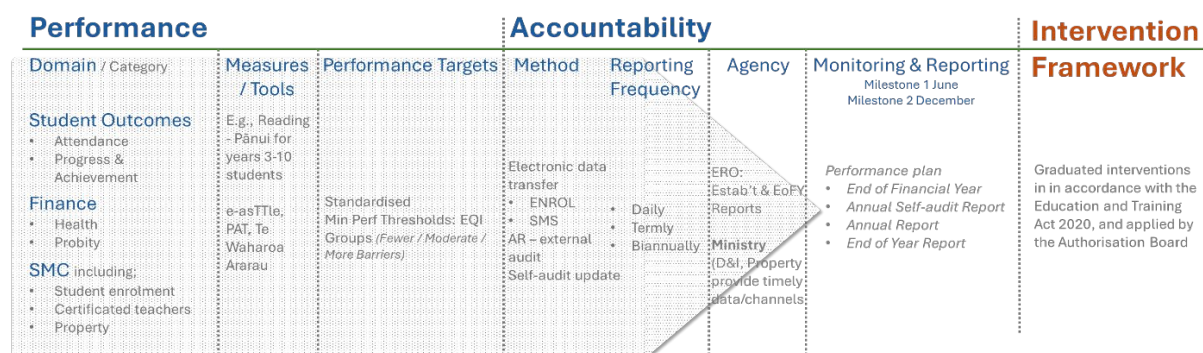 Performance
Accountability
Intervention
Framework
Domain / Category
Student Outcomes
• Attendance
• Progress &
Achievement
Finance
• Health
• Probity
SMC including;
• Student enrolment
• Certificated teachers
• Property
Measures
/ Tools
E.g., Reading
- Pānui for
years 3-10
students
e-asTTle,
PAT, Te
Waharoa
Ararau
Performance Targets
Standardised
Min Perf Thresholds: EQI
Groups (Fewer / Moderate /
More Barriers)
Method
Electronic data
transfer
• ENROL
• SMS
AR – external
audit
Self-audit update
Reporting
Frequency
• Daily
• Termly
• Biannually
Agency
ERO:
Estab't & EoFY
Reports
Ministry
(D&I, Property
provide timely
data/channels
Monitoring & Reporting
Milestone 1 June
Milestone 2 December
Performance plan
• End of Financial Year
• Annual Self-audit Report
• Annual Report
• End of Year Report
Graduated interventions
in in accordance with the
Education and Training
Act 2020, and applied by
the Authorisation Board